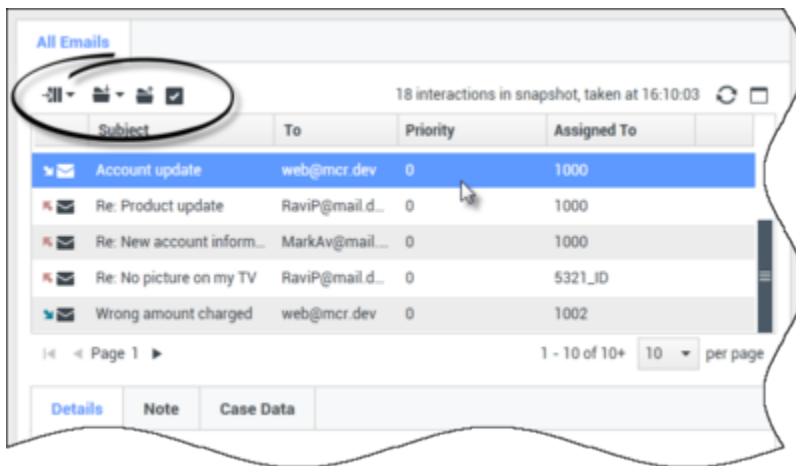 All Emails
18 interactions in snapshot, taken at 16:10:03
Subject To Priority Assigned To
Account update web@mcr.dev 0 1000
Re: Product update RaviP@mail.d... 0 1000
Re: New account inform... MarkAv@mail.... 0 1000
Re: No picture on my TV RaviP@mail.d... 0 5321_ID
Wrong amount charged web@mcr.dev 0 1002
Page 1 1 - 10 of 10+ 10 per page
Details Note Case Data